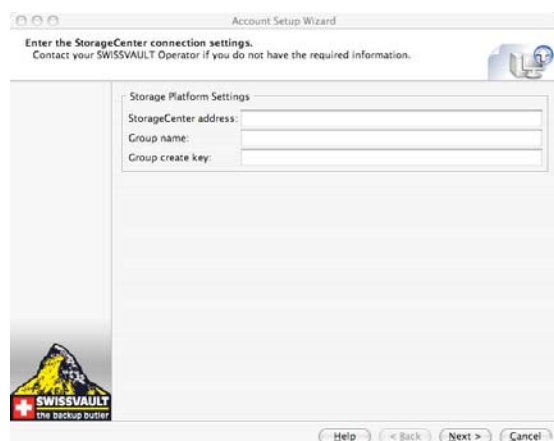 Account Setup Wizard
Enter the StorageCenter connection settings.
Contact your SWISSVAULT Operator if you do not have the required information.
Storage Platform Settings
StorageCenter address:
Group name:
Group create key:
SWISSVAULT
the backup butler
Help
< Back
Next >
Cancel